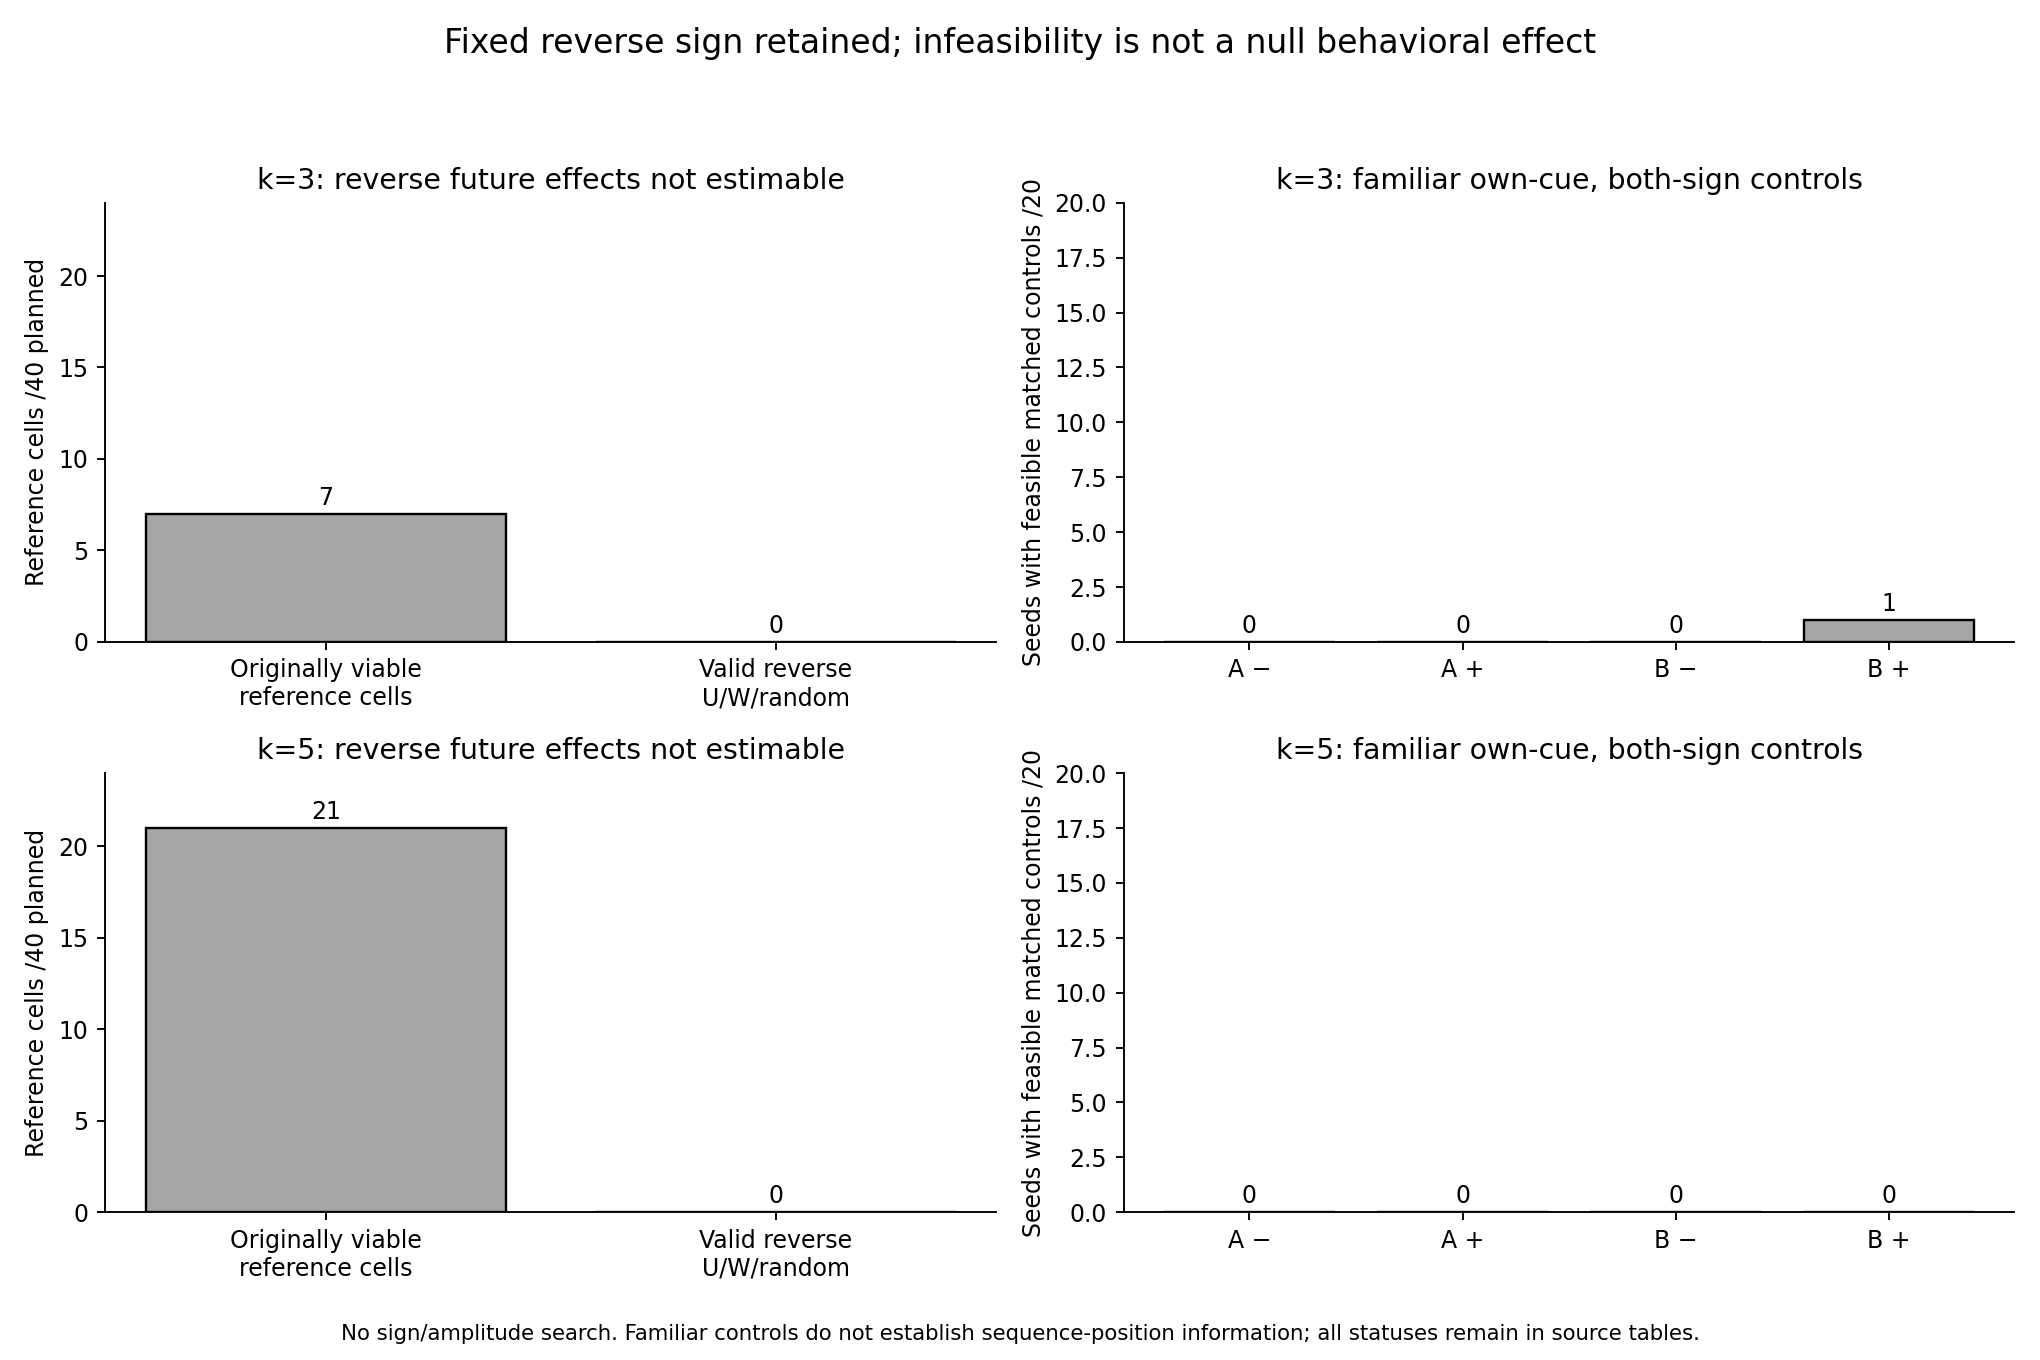 Fixed reverse sign retained; infeasibility is not a null behavioral effect
k=3: reverse future effects not estimable
Reference cells /40 planned
20
15
10
5
0
7
0
Originally viable
reference cells
Valid reverse
U/W/random
k=3: familiar own-cue, both-sign controls
Seeds with feasible matched controls /20
20.0
17.5
15.0
12.5
10.0
7.5
5.0
2.5
0.0
0
0
0
1
A −
A +
B −
B +
k=5: reverse future effects not estimable
Reference cells /40 planned
20
15
10
5
0
21
0
Originally viable
reference cells
Valid reverse
U/W/random
k=5: familiar own-cue, both-sign controls
Seeds with feasible matched controls /20
20.0
17.5
15.0
12.5
10.0
7.5
5.0
2.5
0.0
0
0
0
0
A −
A +
B −
B +
No sign/amplitude search. Familiar controls do not establish sequence-position information; all statuses remain in source tables.